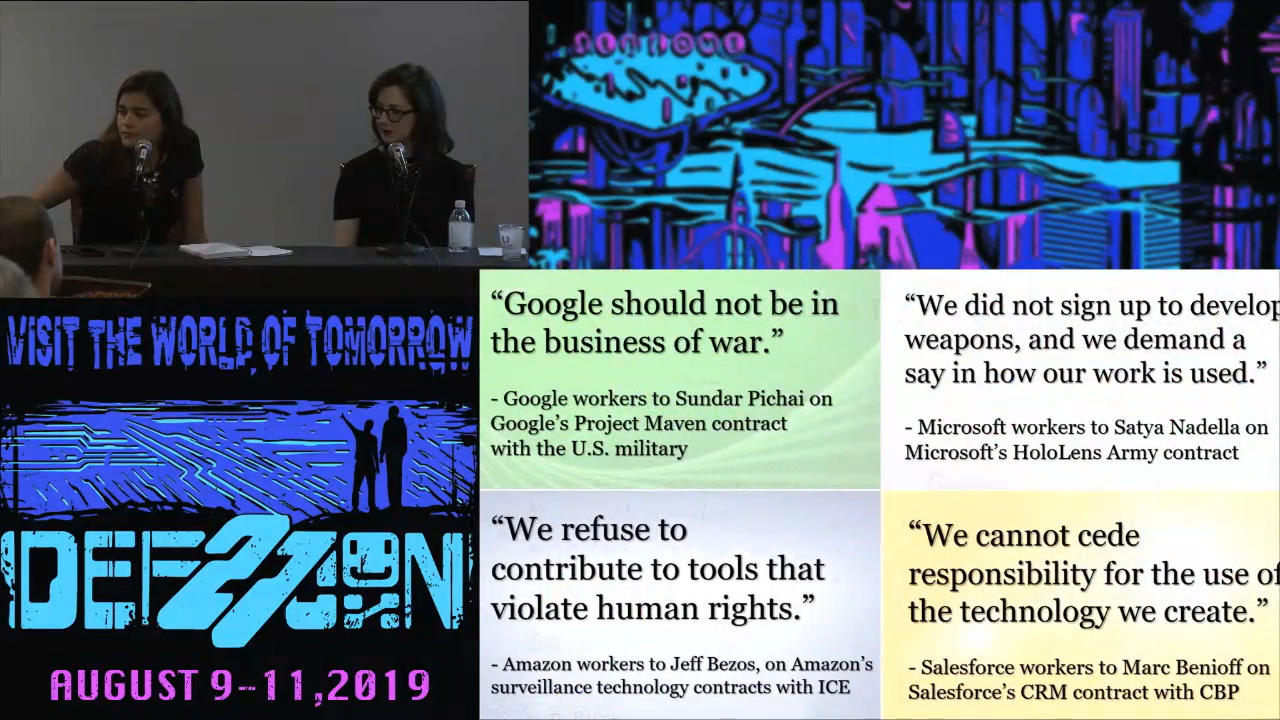 WELCOME
VISIT THE WORLD OF TOMORROW
DEFCON
27
AUGUST 9-11,2019
“Google should not be in
the business of war.”
- Google workers to Sundar Pichai on
Google’s Project Maven contract
with the U.S. military
“We did not sign up to develop
weapons, and we demand a
say in how our work is used.”
- Microsoft workers to Satya Nadella on
Microsoft’s HoloLens Army contract
“We refuse to
contribute to tools that
violate human rights.”
- Amazon workers to Jeff Bezos, on Amazon’s
surveillance technology contracts with ICE
“We cannot cede
responsibility for the use of
the technology we create.”
- Salesforce workers to Marc Benioff on
Salesforce’s CRM contract with CBP